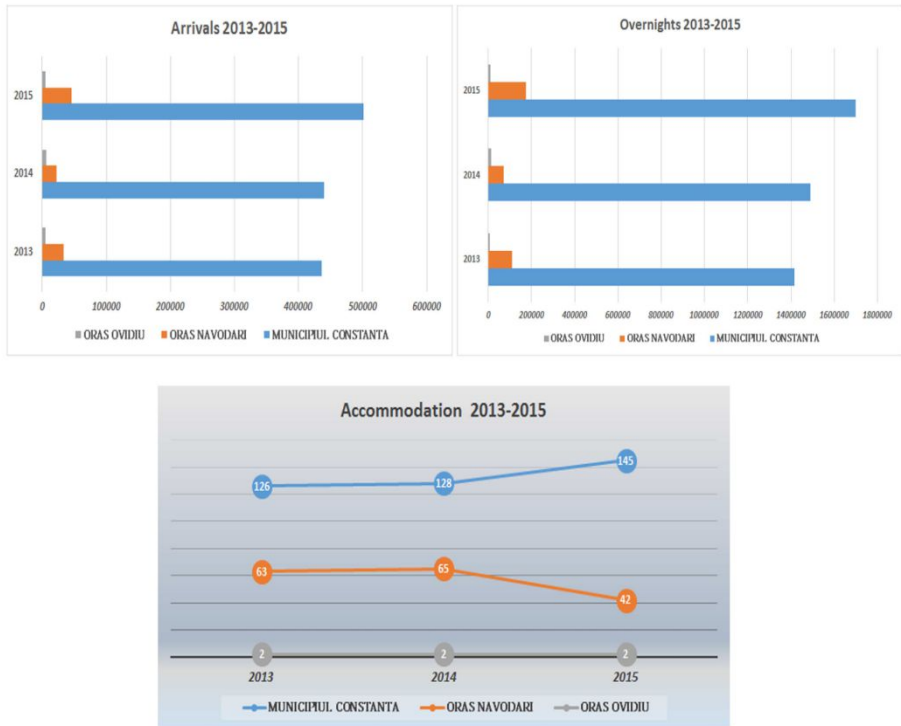 Arrivals 2013-2015
2015
2014
2013
0 100000 200000 300000 400000 500000 600000
ORAS OVIDIU ORAS NAVODARI MUNICIPIUL CONSTANTA
Overnights 2013-2015
2015
2014
2013
0 200000 400000 600000 800000 1000000 1200000 1400000 1600000 1800000
ORAS OVIDIU ORAS NAVODARI MUNICIPIUL CONSTANTA
Accommodation 2013-2015
126 128 145
63 65 42
2 2 2
2013 2014 2015
MUNICIPIUL CONSTANTA ORAS NAVODARI ORAS OVIDIU